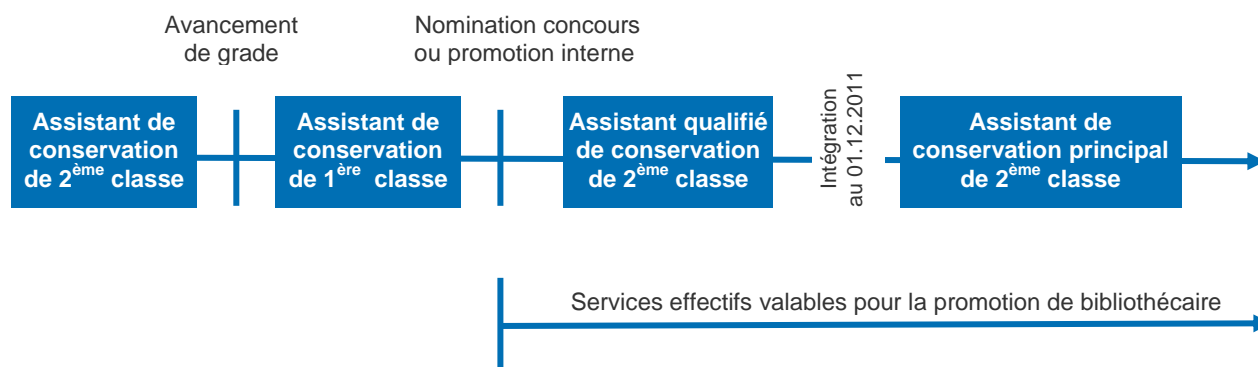 Avancement
de grade
Nomination concours
ou promotion interne
Assistant de
conservation
de 2ème classe
Assistant de
conservation
de 1ère classe
Assistant qualifié
de conservation
de 2ème classe
Intégration
au 01.12.2011
Assistant de
conservation principal
de 2ème classe
Services effectifs valables pour la promotion de bibliothécaire